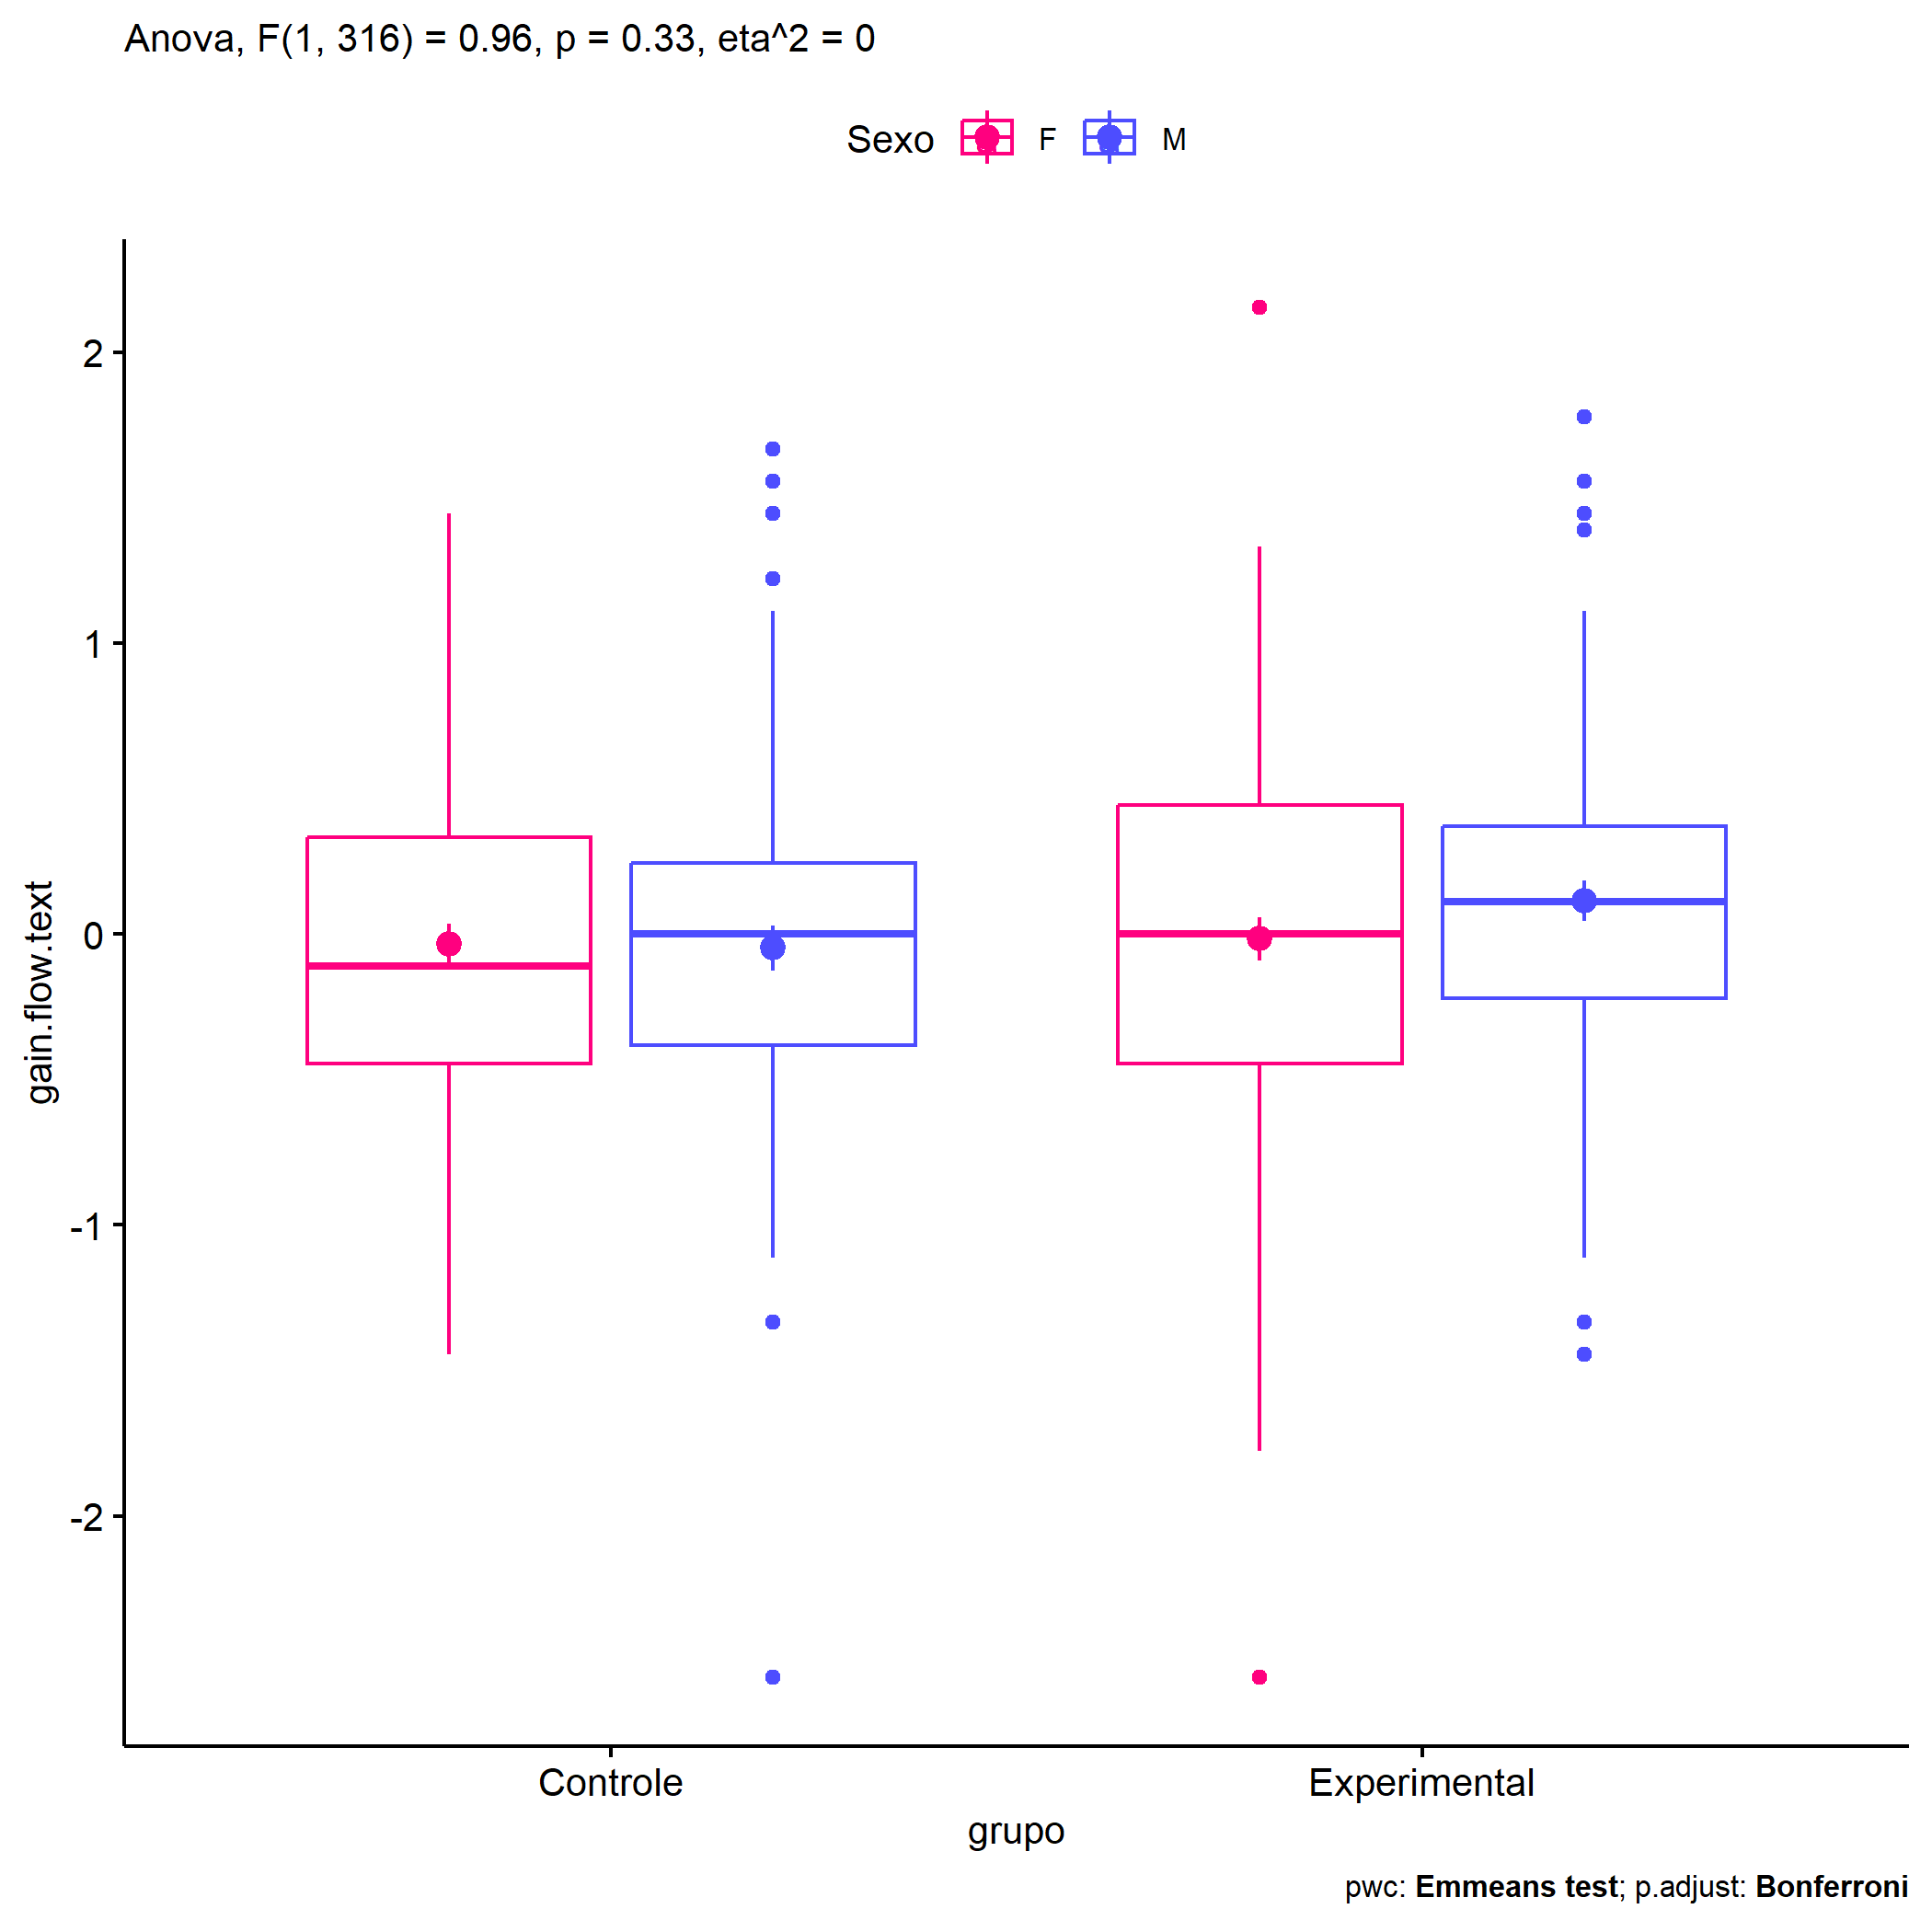 Anova, F(1, 316) = 0.96, p = 0.33, eta^2 = 0
Sexo F M
gain.flow.text
2
1
0
-1
-2
Controle Experimental
grupo
pwc: Emmeans test; p.adjust: Bonferroni